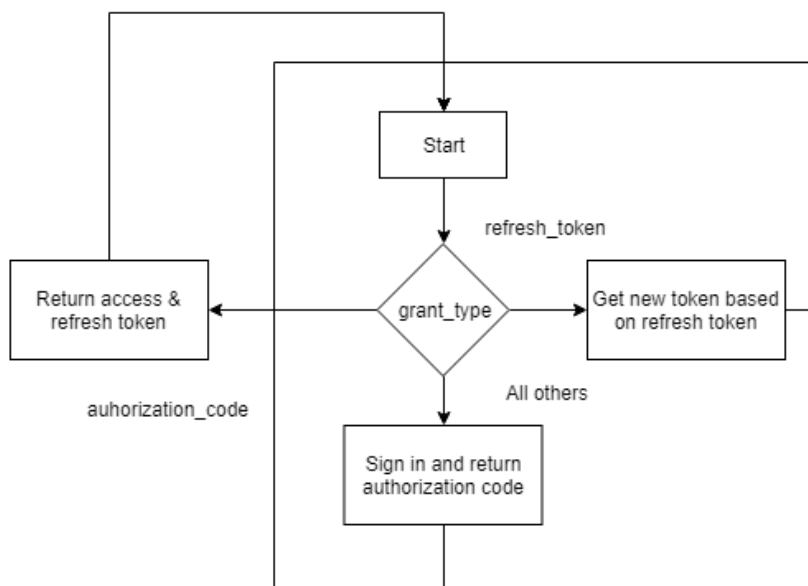 Start
refresh_token
Return access &
refresh token
grant_type
Get new token based
on refresh token
All others
auhorization_code
Sign in and return
authorization code